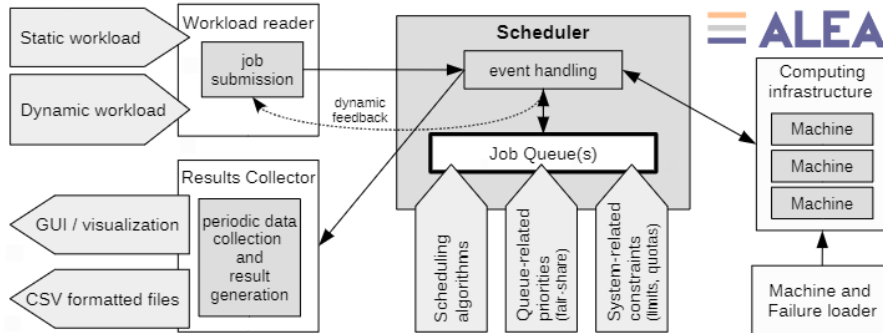 Static workload
Dynamic workload
Workload reader
job
submission
dynamic
feedback
Scheduler
event handling
Job Queue(s)
Scheduling
algorithms
Queue-related
priorities
(fair-share)
System-related
constraints
(limits, quotas)
ALEA
Computing
infrastructure
Machine
Machine
Machine
Machine and
Failure loader
Results Collector
periodic data
collection
and
result
generation
GUI / visualization
CSV formatted files